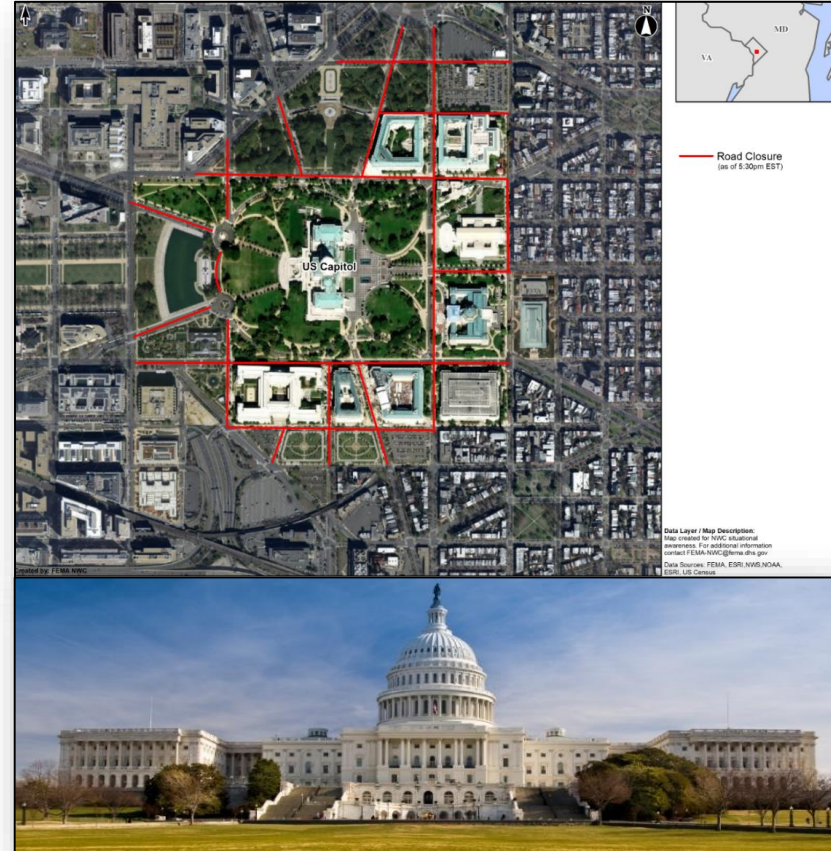 N
MD
VA
Road Closure
(as of 5:30pm EST)
US Capitol
Data Layer / Map Description:
Map created for NWC situational
awareness. For additional information
contact FEMA-NWC@fema.dhs.gov
Data Sources: FEMA, ESRI,NWS,NOAA,
ESRI, US Census
Created by: FEMA NWC